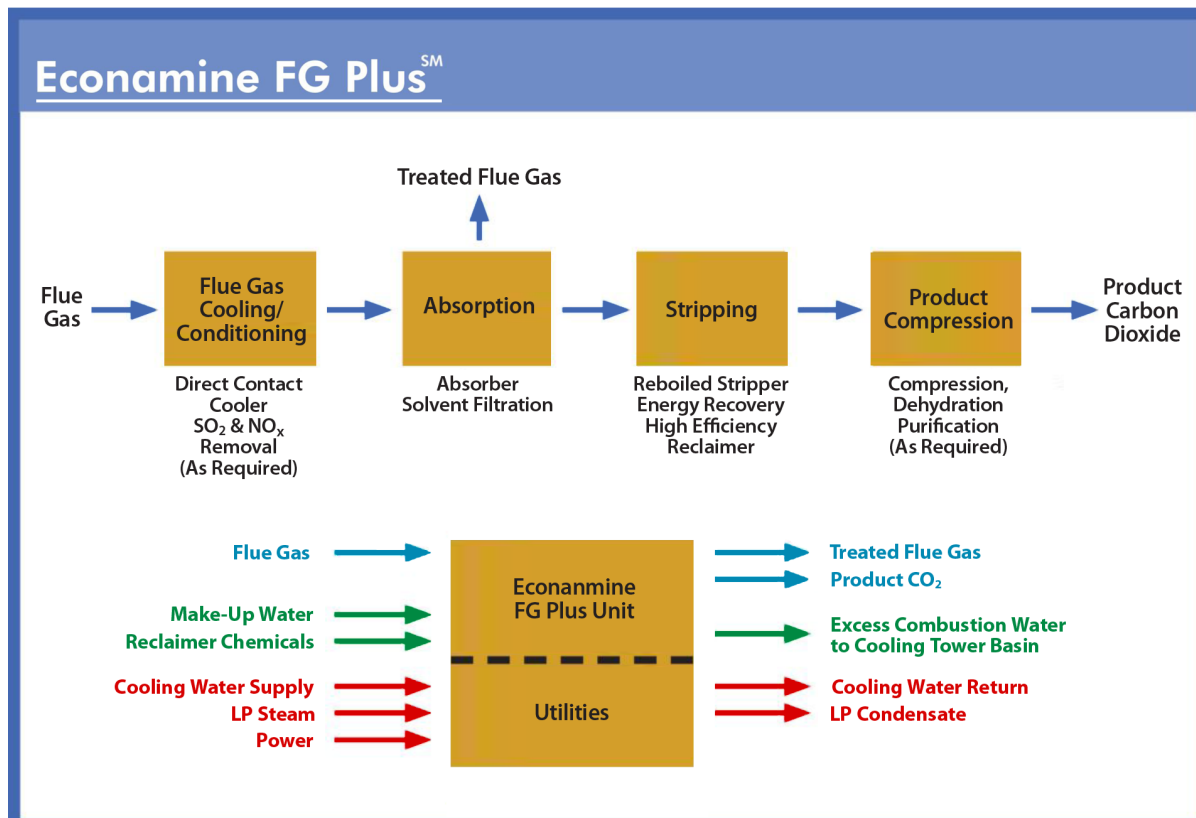 Econamine FG Plus℠
Treated Flue Gas
Flue
Gas
Flue Gas
Cooling/
Conditioning
Absorption
Stripping
Product
Compression
Product
Carbon
Dioxide
Direct Contact
Cooler
SO₂ & NOₓ
Removal
(As Required)
Absorber
Solvent Filtration
Reboiled Stripper
Energy Recovery
High Efficiency
Reclaimer
Compression,
Dehydration
Purification
(As Required)
Flue Gas
Make-Up Water
Reclaimer Chemicals
Cooling Water Supply
LP Steam
Power
Econanmine
FG Plus Unit
Utilities
Treated Flue Gas
Product CO₂
Excess Combustion Water
to Cooling Tower Basin
Cooling Water Return
LP Condensate